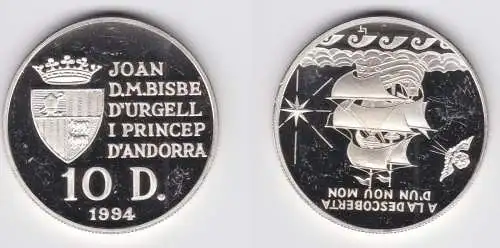 JOAN
D.M.BISBE
D'URGELL
I PRINCEP
D'ANDORRA
10 D.
1994
A LA DESCOBERTA
D'UN NOU MON